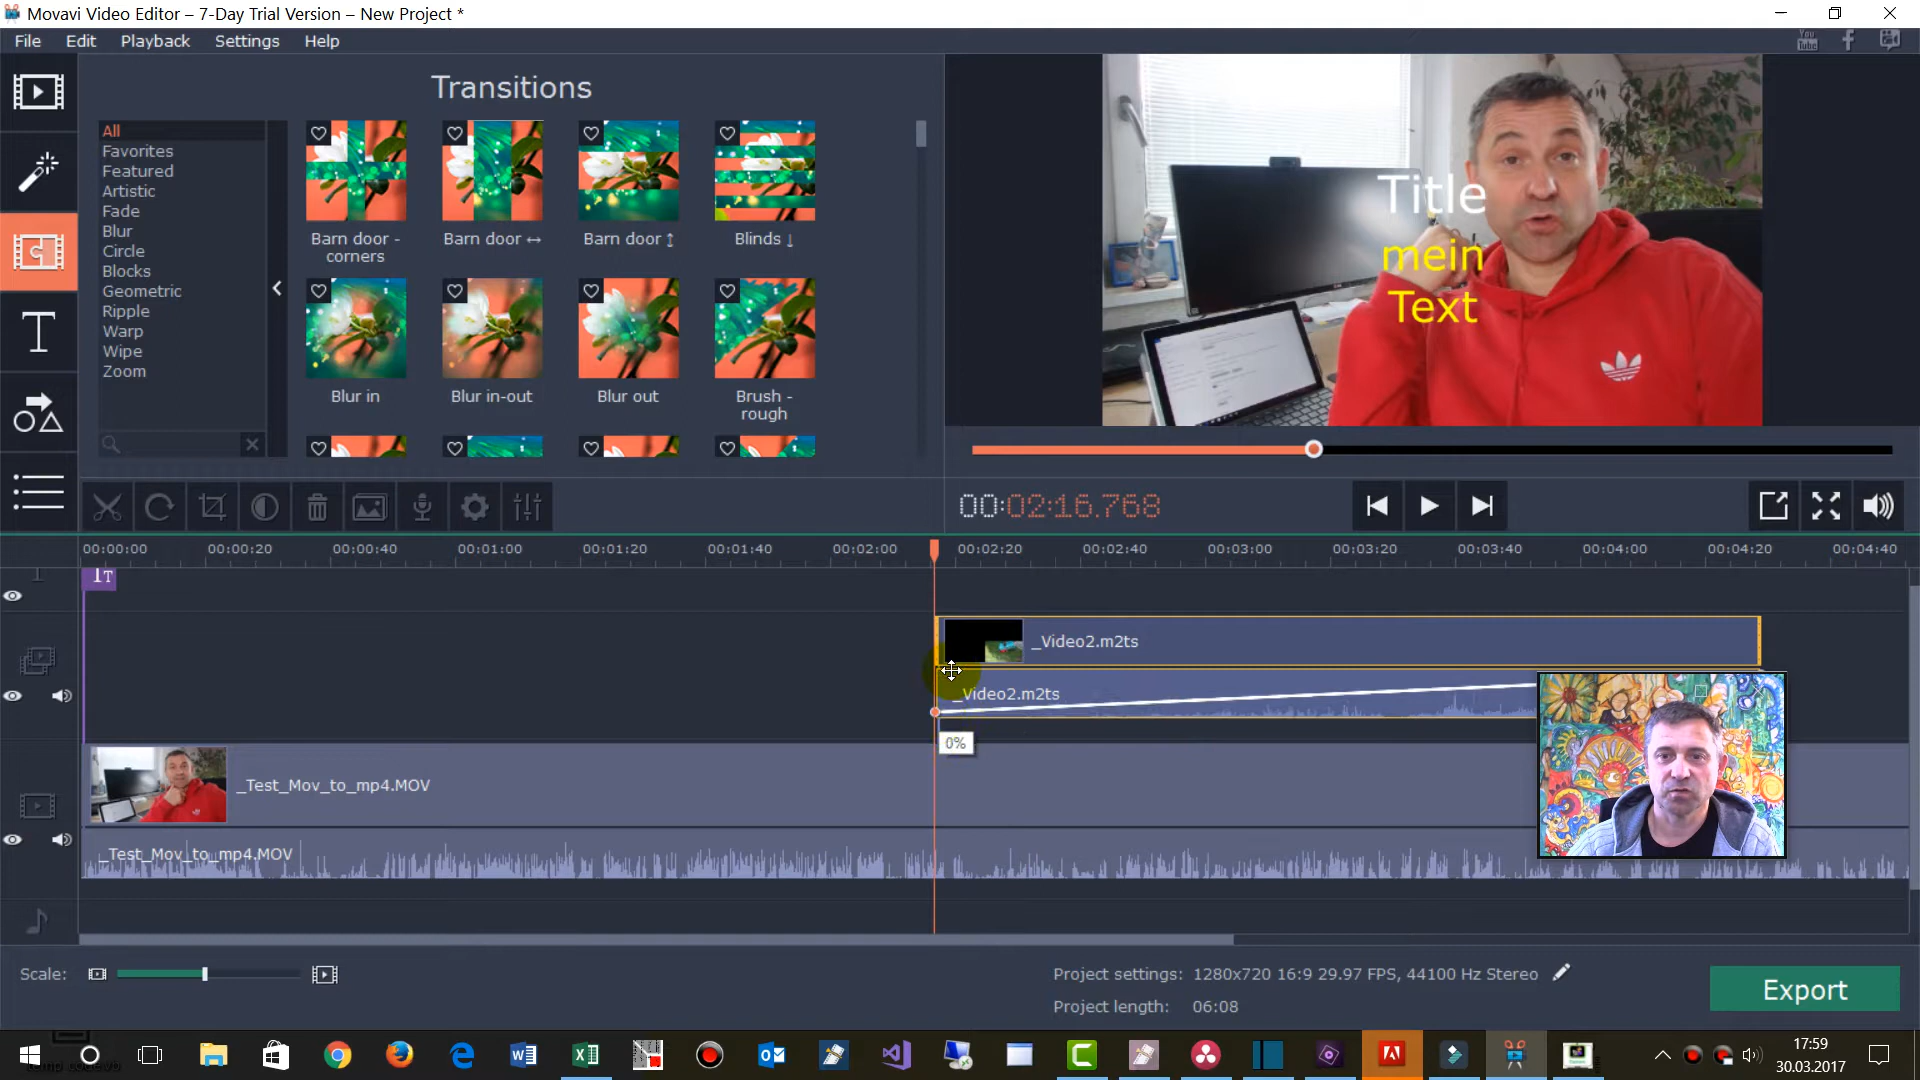 Movavi Video Editor – 7-Day Trial Version – New Project *
File Edit Playback Settings Help
Transitions
All
Favorites
Featured
Artistic
Fade
Blur
Circle
Blocks
Geometric
Ripple
Warp
Wipe
Zoom
Barn door - corners
Barn door ↔
Barn door ↕
Blinds ↓
Blur in
Blur in-out
Blur out
Brush - rough
Title
mein
Text
00:02:16.768
00:00:00 00:00:20 00:00:40 00:01:00 00:01:20 00:01:40 00:02:00 00:02:20 00:02:40 00:03:00 00:03:20 00:03:40 00:04:00 00:04:20 00:04:40
_Video2.m2ts
_Video2.m2ts
0%
_Test_Mov_to_mp4.MOV
_Test_Mov_to_mp4.MOV
Scale:
Project settings: 1280x720 16:9 29.97 FPS, 44100 Hz Stereo
Project length: 06:08
Export
17:59
30.03.2017